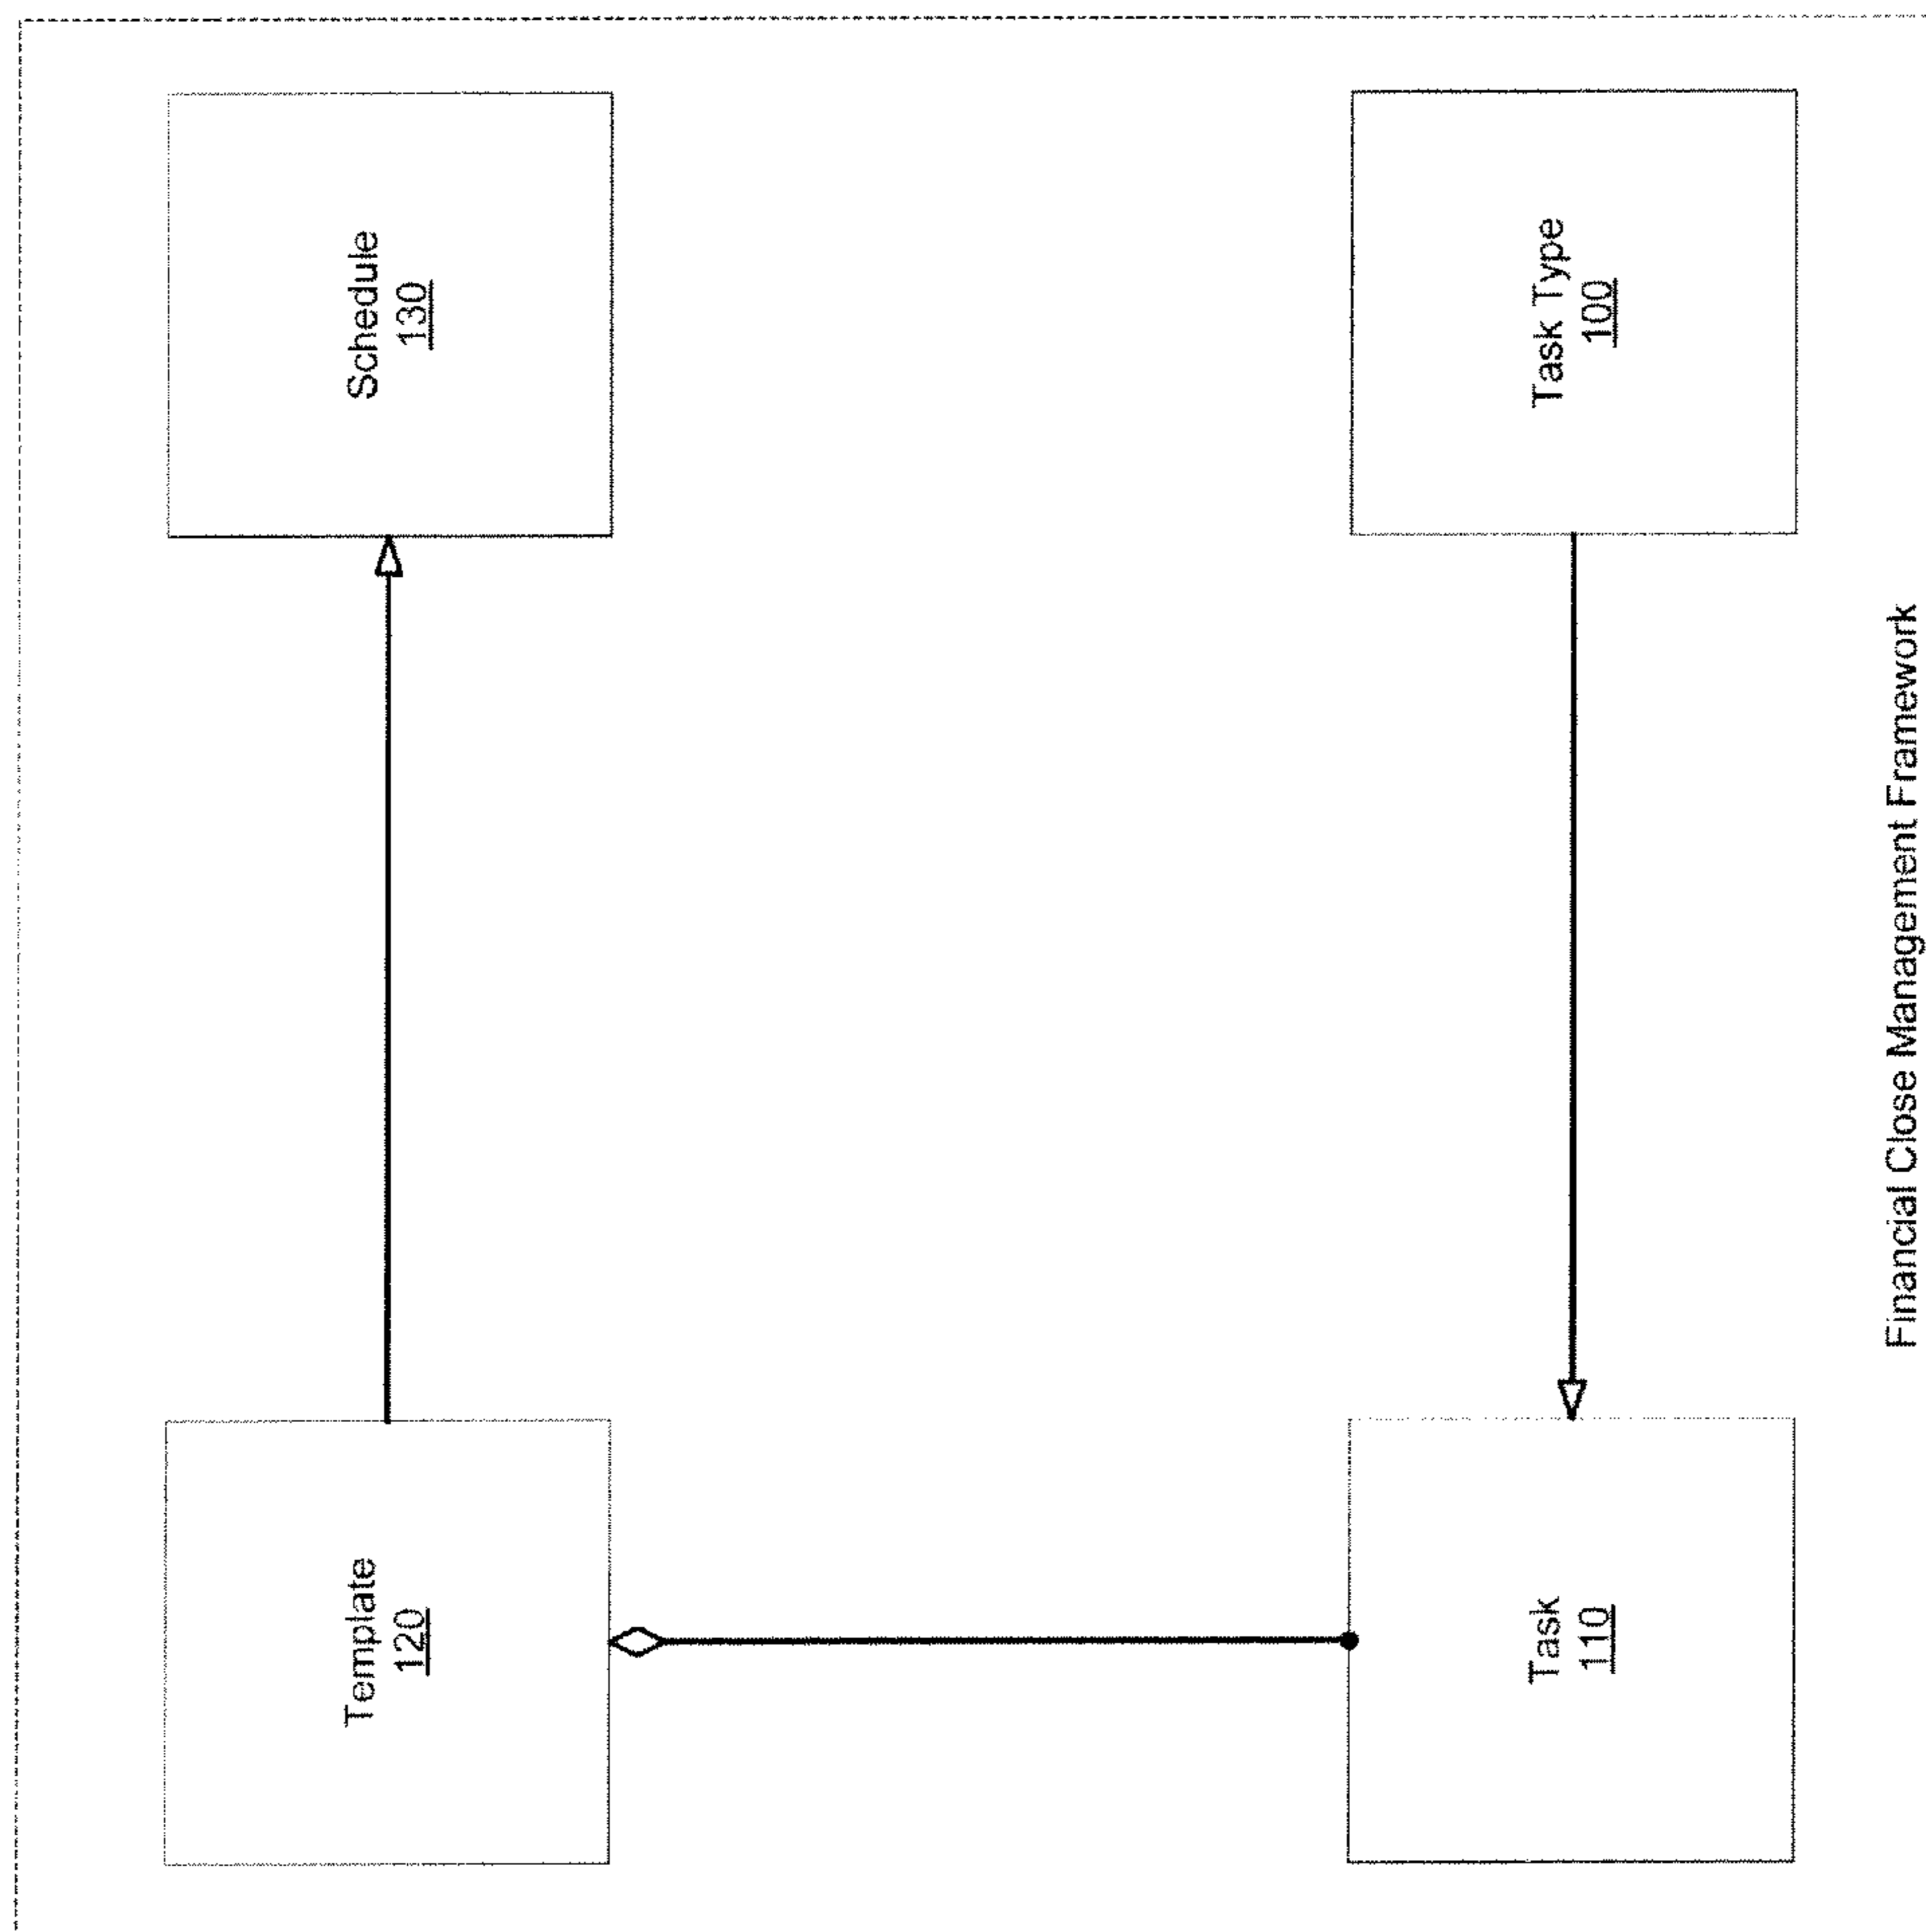 Template
120
Schedule
130
Task
110
Task Type
100
Financial Close Management Framework